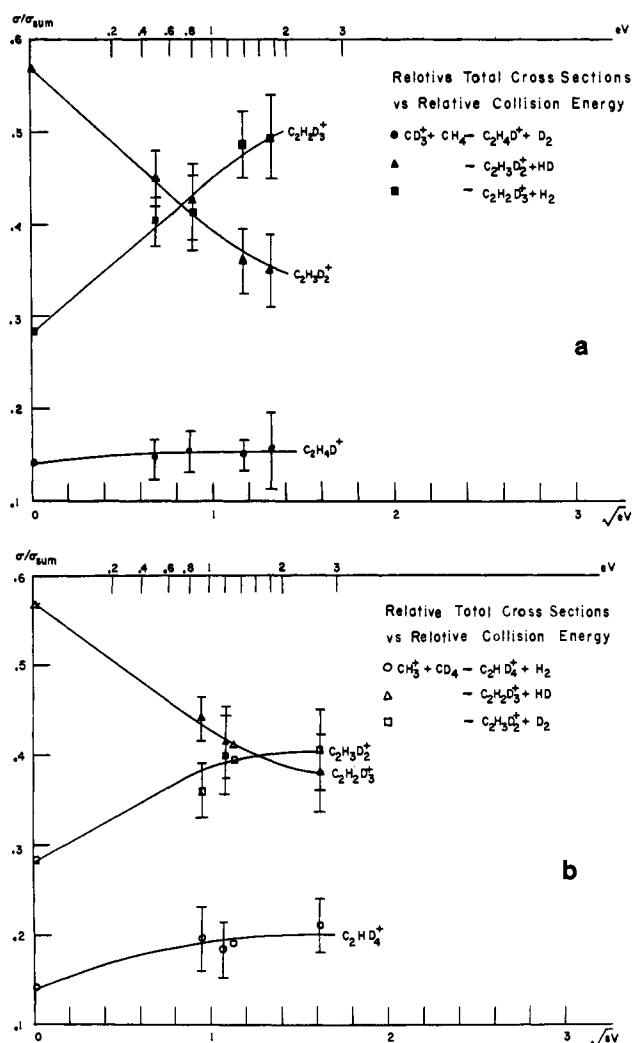 σ/σsum
.2 .4 .6 .8 1 2 3 eV
.6
Relative Total Cross Sections
vs Relative Collision Energy
● CD3+ + CH4 – C2H4D+ + D2
▲ – C2H3D2+ + HD
■ – C2H2D3+ + H2
C2H2D3+
.5
.4
C2H3D2+
.3
a
.2
C2H4D+
.1
0 1 2 3 √eV
σ/σsum
.2 .4 .6 .8 1 2 3 eV
.6
Relative Total Cross Sections
vs Relative Collision Energy
○ CH3+ + CD4 – C2HD4+ + H2
△ – C2H2D3+ + HD
□ – C2H3D2+ + D2
.5
C2H3D2+
.4
C2H2D3+
.3
b
.2
C2HD4+
.1
0 1 2 3 √eV